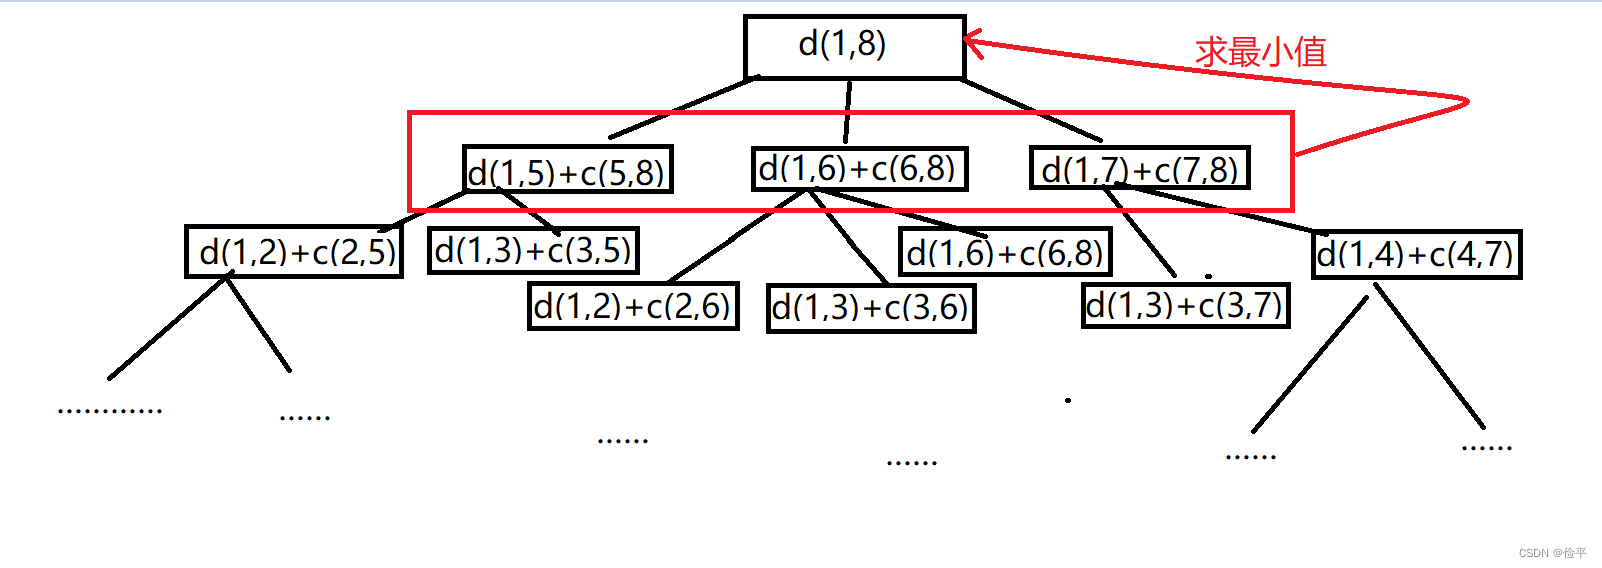 d(1,8)
求最小值
d(1,5)+c(5,8)
d(1,6)+c(6,8)
d(1,7)+c(7,8)
d(1,2)+c(2,5)
d(1,3)+c(3,5)
d(1,6)+c(6,8)
d(1,4)+c(4,7)
d(1,2)+c(2,6)
d(1,3)+c(3,6)
d(1,3)+c(3,7)
............
......
......
......
......
......
CSDN @俭平